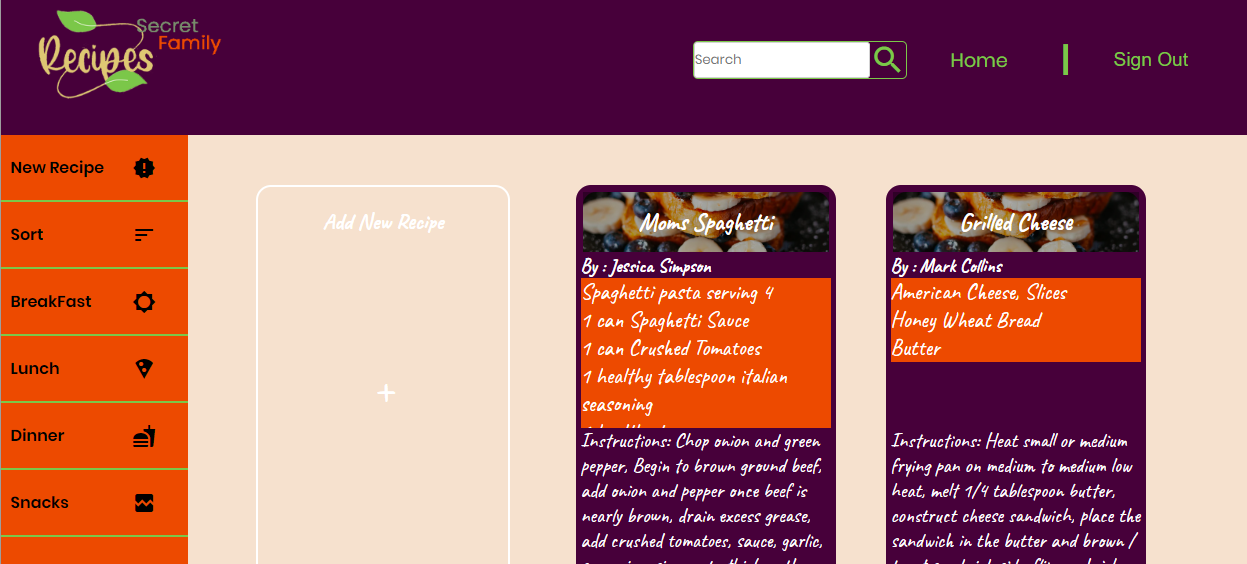 Secret
Family
Recipes
Search
Home
Sign Out
New Recipe
Sort
BreakFast
Lunch
Dinner
Snacks
Add New Recipe
+
Moms Spaghetti
By : Jessica Simpson
Spaghetti pasta serving 4
1 can Spaghetti Sauce
1 can Crushed Tomatoes
1 healthy tablespoon italian
seasoning
Instructions: Chop onion and green
pepper, Begin to brown ground beef,
add onion and pepper once beef is
nearly brown, drain excess grease,
add crushed tomatoes, sauce, garlic,
Grilled Cheese
By : Mark Collins
American Cheese, Slices
Honey Wheat Bread
Butter
Instructions: Heat small or medium
frying pan on medium to medium low
heat, melt 1/4 tablespoon butter,
construct cheese sandwich, place the
sandwich in the butter and brown /